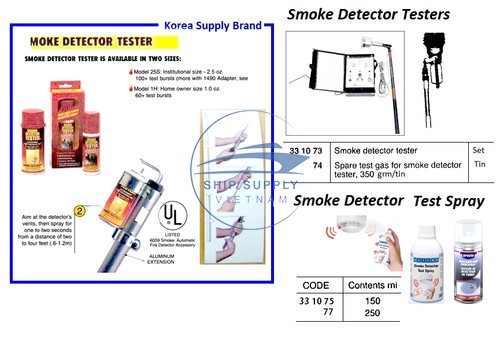 Korea Supply Brand
MOKE DETECTOR TESTER
SMOKE DETECTOR TESTER IS AVAILABLE IN TWO SIZES:
Model 25S: Institutional size - 2.5 oz.
100+ test bursts (more with 1490 Adapter, see
Model 1H: Home owner size 1.0 oz.
60+ test bursts
SMOKE DETECTOR TESTER
2
Aim at the detector's
vents, then spray for
one to two seconds
from a distance of two
to four feet (.6-1.2m)
UL
LISTED
6959 Smoke- Automatic
Fire Detector Accessory
ALUMINUM
EXTENSION
SHIP SUPPLY
VIETNAM
Smoke Detector Testers
33 10 73 Smoke detector tester Set
74 Spare test gas for smoke detector Tin
tester, 350 grm/tin
Smoke Detector Test Spray
CODE Contents ml
33 10 75 150
77 250
Smoke Detector
Test Spray